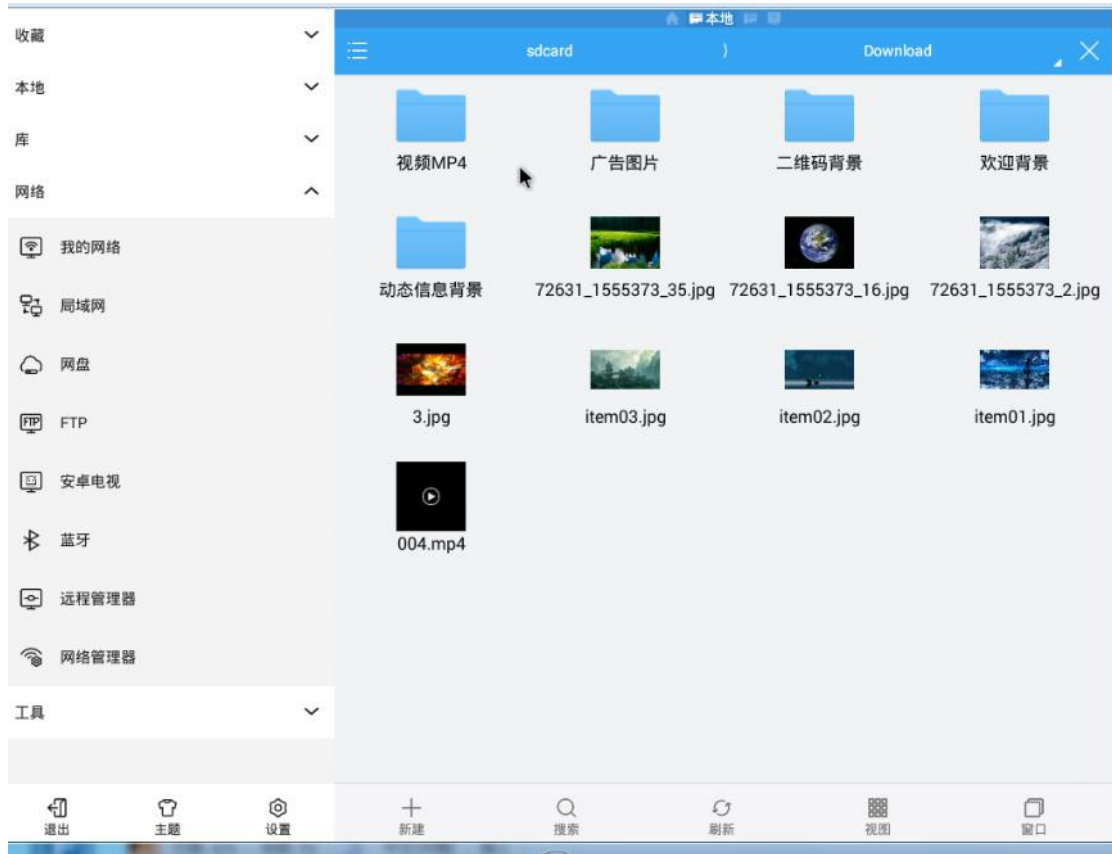 收藏
本地
库
网络
我的网络
局域网
网盘
FTP
FTP
安卓电视
蓝牙
远程管理器
网络管理器
工具
退出
主题
设置
本地
sdcard
Download
视频MP4
广告图片
二维码背景
欢迎背景
动态信息背景
72631_1555373_35.jpg
72631_1555373_16.jpg
72631_1555373_2.jpg
3.jpg
item03.jpg
item02.jpg
item01.jpg
004.mp4
新建
搜索
刷新
视图
窗口